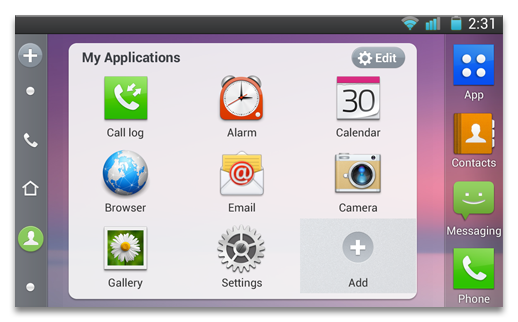 2:31
My Applications
Edit
Call log
Alarm
30
Calendar
Browser
@
Email
Camera
Gallery
Settings
Add
App
Contacts
Messaging
Phone